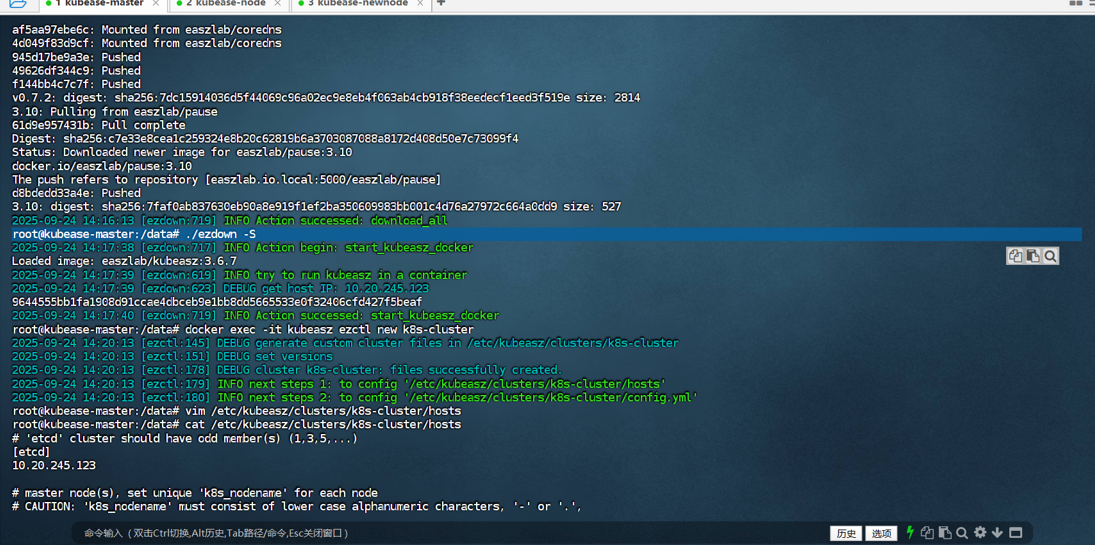 1 kubease-master × 2 kubease-node × 3 kubease-newnode × +
af5aa97ebe6c: Mounted from easzlab/coredns
4d049f83d9cf: Mounted from easzlab/coredns
945d17be9a3e: Pushed
49626df344c9: Pushed
f144bb4c7c7f: Pushed
v0.7.2: digest: sha256:7dc15914036d5f44069c96a02ec9e8eb4f063ab4cb918f38eedecf1eed3f519e size: 2814
3.10: Pulling from easzlab/pause
61d9e957431b: Pull complete
Digest: sha256:c7e33e8cea1c259324e8b20c62819b6a3703087088a8172d408d50e7c73099f4
Status: Downloaded newer image for easzlab/pause:3.10
docker.io/easzlab/pause:3.10
The push refers to repository [easzlab.io.local:5000/easzlab/pause]
d8bdedd33a4e: Pushed
3.10: digest: sha256:7faf0ab837630eb90a8e919f1ef2ba350609983bb001c4d76a27972c664a0dd9 size: 527
2025-09-24 14:16:13 [ezdown:719] INFO Action successed: download_all
root@kubease-master:/data# ./ezdown -S
2025-09-24 14:17:38 [ezdown:717] INFO Action begin: start_kubeasz_docker
Loaded image: easzlab/kubeasz:3.6.7
2025-09-24 14:17:39 [ezdown:619] INFO try to run kubeasz in a container
2025-09-24 14:17:39 [ezdown:623] DEBUG get host IP: 10.20.245.123
9644555bb1fa1908d91ccae4dbceb9e1bb8dd5665533e0f32406cfd427f5beaf
2025-09-24 14:17:40 [ezdown:719] INFO Action successed: start_kubeasz_docker
root@kubease-master:/data# docker exec -it kubeasz ezctl new k8s-cluster
2025-09-24 14:20:13 [ezctl:145] DEBUG generate custom cluster files in /etc/kubeasz/clusters/k8s-cluster
2025-09-24 14:20:13 [ezctl:151] DEBUG set versions
2025-09-24 14:20:13 [ezctl:178] DEBUG cluster k8s-cluster: files successfully created.
2025-09-24 14:20:13 [ezctl:179] INFO next steps 1: to config '/etc/kubeasz/clusters/k8s-cluster/hosts'
2025-09-24 14:20:13 [ezctl:180] INFO next steps 2: to config '/etc/kubeasz/clusters/k8s-cluster/config.yml'
root@kubease-master:/data# vim /etc/kubeasz/clusters/k8s-cluster/hosts
root@kubease-master:/data# cat /etc/kubeasz/clusters/k8s-cluster/hosts
# 'etcd' cluster should have odd member(s) (1,3,5,...)
[etcd]
10.20.245.123
# master node(s), set unique 'k8s_nodename' for each node
# CAUTION: 'k8s_nodename' must consist of lower case alphanumeric characters, '-' or '.',
命令输入 (双击Ctrl切换,Alt历史,Tab路径/命令,Esc关闭窗口) 历史 选项